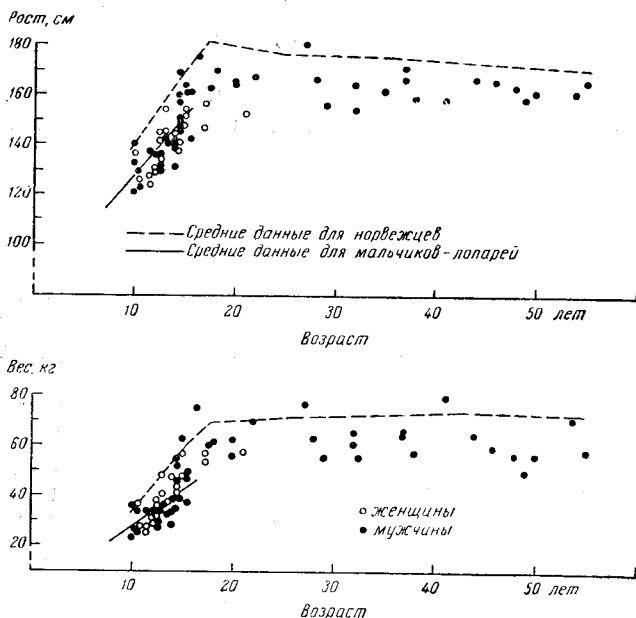 Рост, см
180
160
140
120
100
Средние данные для норвежцев
Средние данные для мальчиков-лопарей
10 20 30 40 50 лет
Возраст
Вес, кг
80
60
40
20
женщины
мужчины
10 20 30 40 50 лет
Возраст